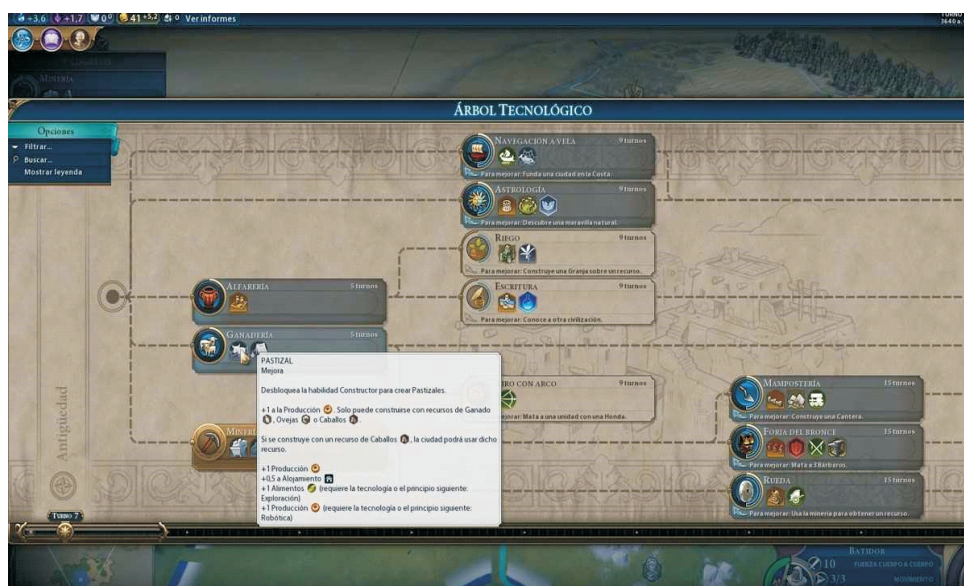 +3,6 +1,7 0 41 +5,2 0 Ver informes
TURNO
3640 a.
MINERÍA
ÁRBOL TECNOLÓGICO
Opciones
Filtrar...
Buscar...
Mostrar leyenda
NAVEGACIÓN A VELA 9 turnos
Para mejorar: Funda una ciudad en la Costa.
ASTROLOGÍA 9 turnos
Para mejorar: Descubre una maravilla natural.
RIEGO 9 turnos
Para mejorar: Construye una Granja sobre un recurso.
ALFARERÍA 5 turnos
ESCRITURA 9 turnos
Para mejorar: Conoce a otra civilización.
GANADERÍA 5 turnos
PASTIZAL
Mejora
Desbloquea la habilidad Constructor para crear Pastizales.
+1 a la Producción . Solo puede construirse con recursos de Ganado
, Ovejas o Caballos .
Si se construye con un recurso de Caballos , la ciudad podrá usar dicho
recurso.
+1 Producción
+0,5 a Alojamiento
+1 Alimentos (requiere la tecnología o el principio siguiente:
Exploración)
+1 Producción (requiere la tecnología o el principio siguiente:
Robótica)
IRO CON ARCO 9 turnos
ejorar: Mata a una unidad con una Honda.
MAMPOSTERÍA 15 turnos
Para mejorar: Construye una Cantera.
FORJA DEL BRONCE 15 turnos
Para mejorar: Mata a 3 Bárbaros.
RUEDA 15 turnos
Para mejorar: Usa la minería para obtener un recurso.
MINERÍ
Antigüedad
TURNO 7
BATIDOR
10 FUERZA CUERPO A CUERPO
3/3 MOVIMIENTO